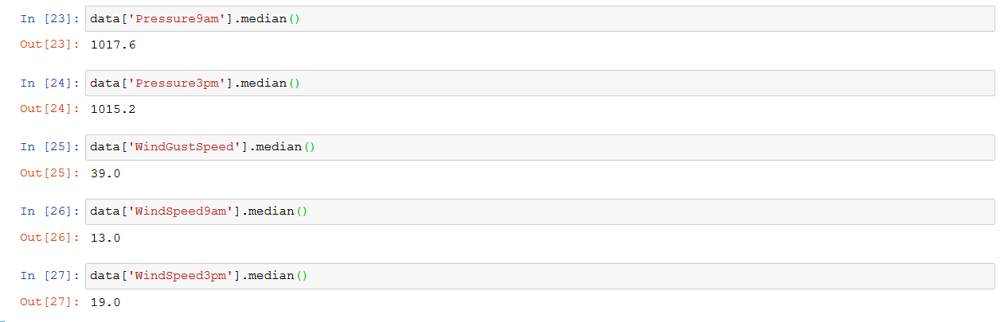 In [23]: data['Pressure9am'].median()
Out[23]: 1017.6
In [24]: data['Pressure3pm'].median()
Out[24]: 1015.2
In [25]: data['WindGustSpeed'].median()
Out[25]: 39.0
In [26]: data['WindSpeed9am'].median()
Out[26]: 13.0
In [27]: data['WindSpeed3pm'].median()
Out[27]: 19.0